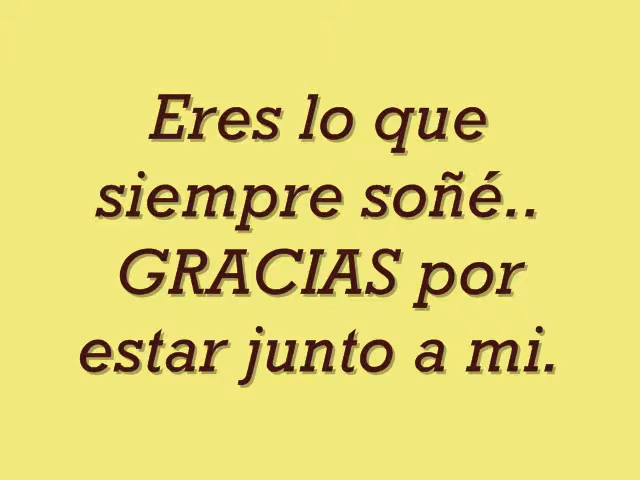 Eres lo que
siempre soñé..
GRACIAS por
estar junto a mi.